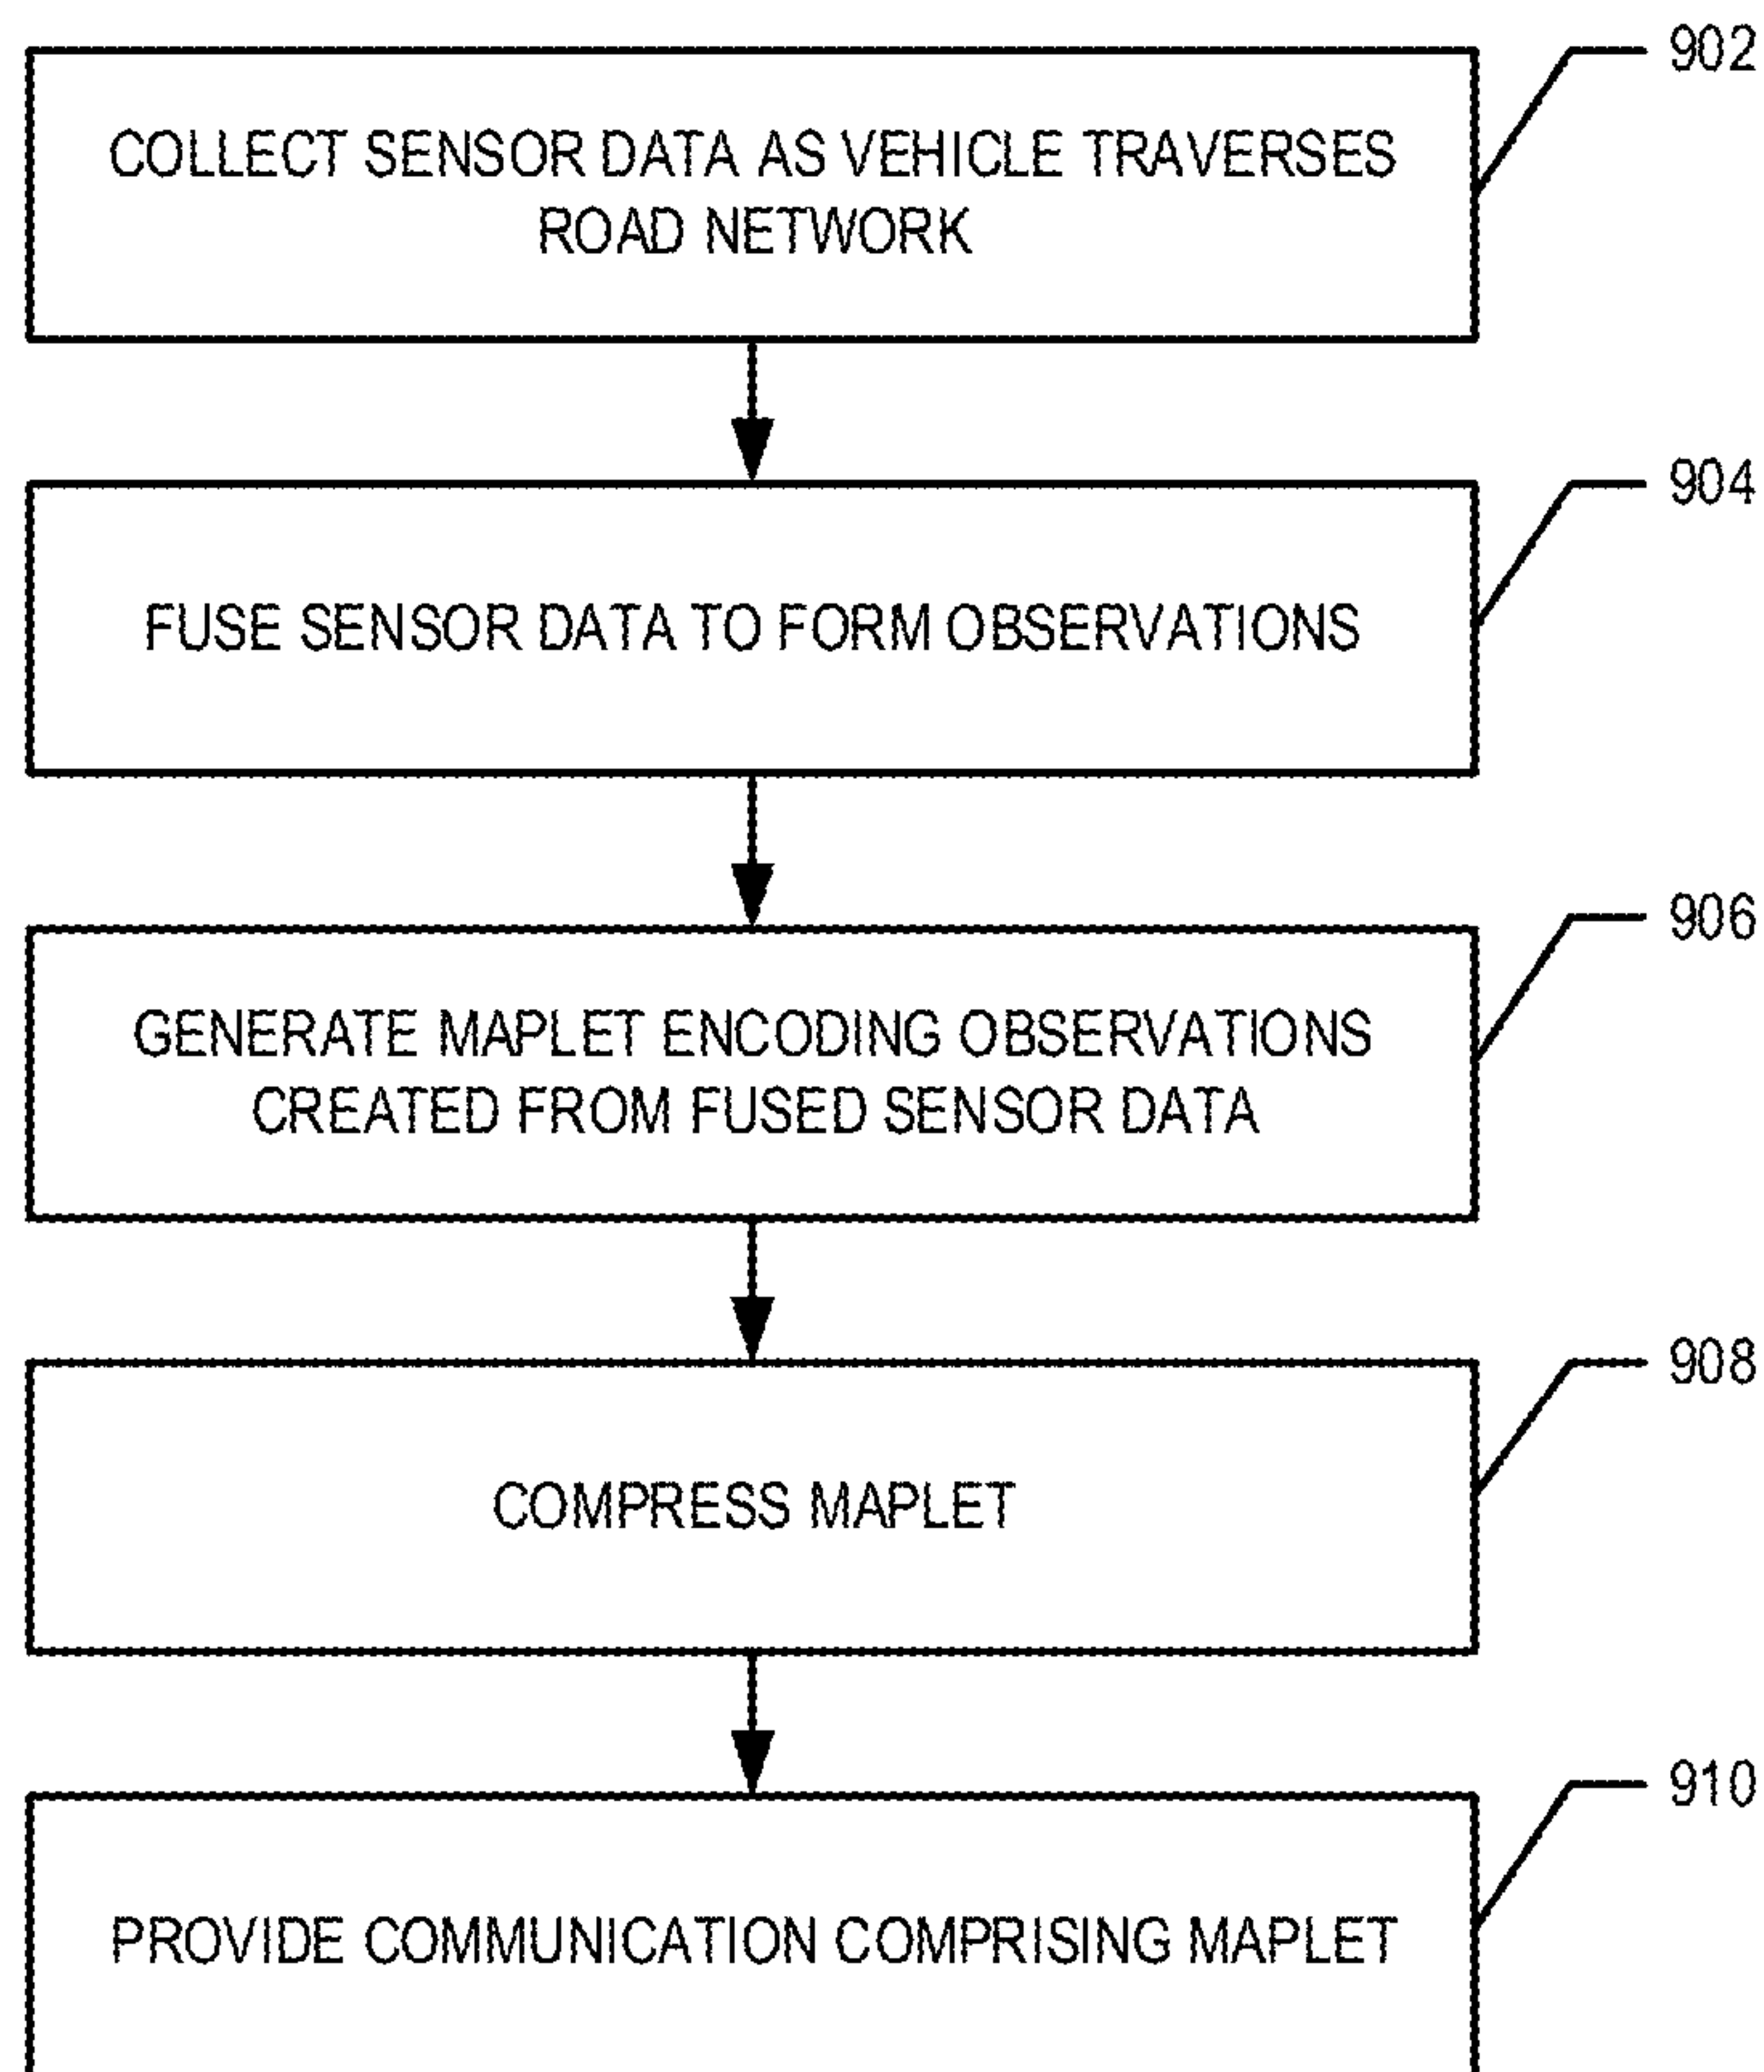 902
COLLECT SENSOR DATA AS VEHICLE TRAVERSES
ROAD NETWORK
904
FUSE SENSOR DATA TO FORM OBSERVATIONS
906
GENERATE MAPLET ENCODING OBSERVATIONS
CREATED FROM FUSED SENSOR DATA
908
COMPRESS MAPLET
910
PROVIDE COMMUNICATION COMPRISING MAPLET